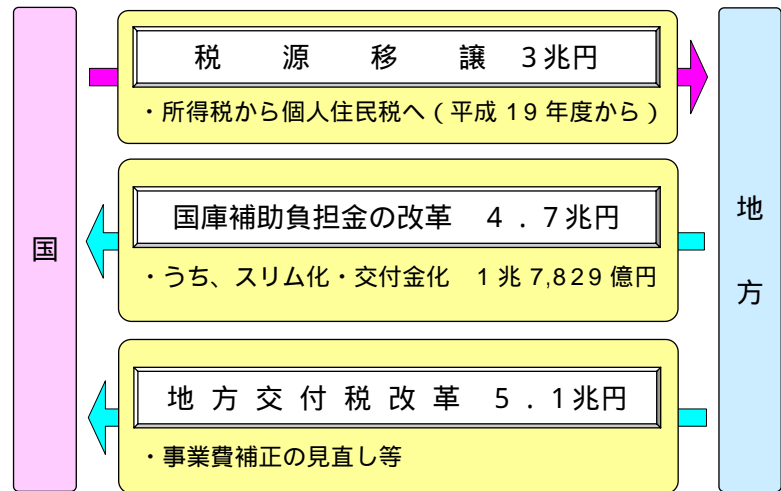 国
税　源　移　譲　3兆円
・所得税から個人住民税へ（平成19年度から）
国庫補助負担金の改革　4．7兆円
・うち、スリム化・交付金化　1兆7,829億円
地方交付税改革　5．1兆円
・事業費補正の見直し等
地方